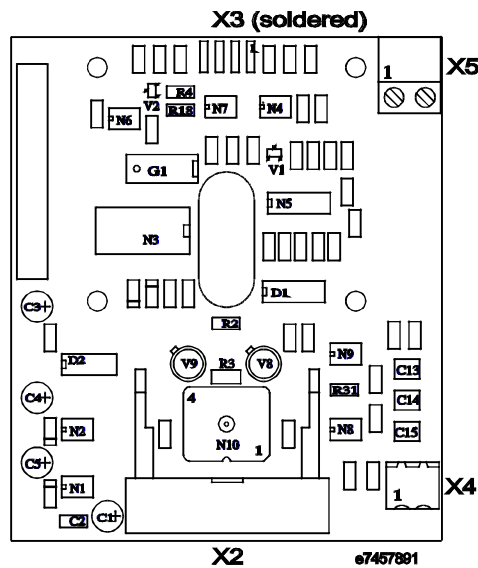 X3 (soldered)
1
1
X5
R4
V2
R18
N7
N4
N6
V1
G1
N5
N3
D1
C3+
R2
D2
V9
R3
V8
N9
C13
R31
C4+
4
C14
N2
N10
1
N8
C15
C5+
N1
1
X4
C2
C1+
X2
e7457891